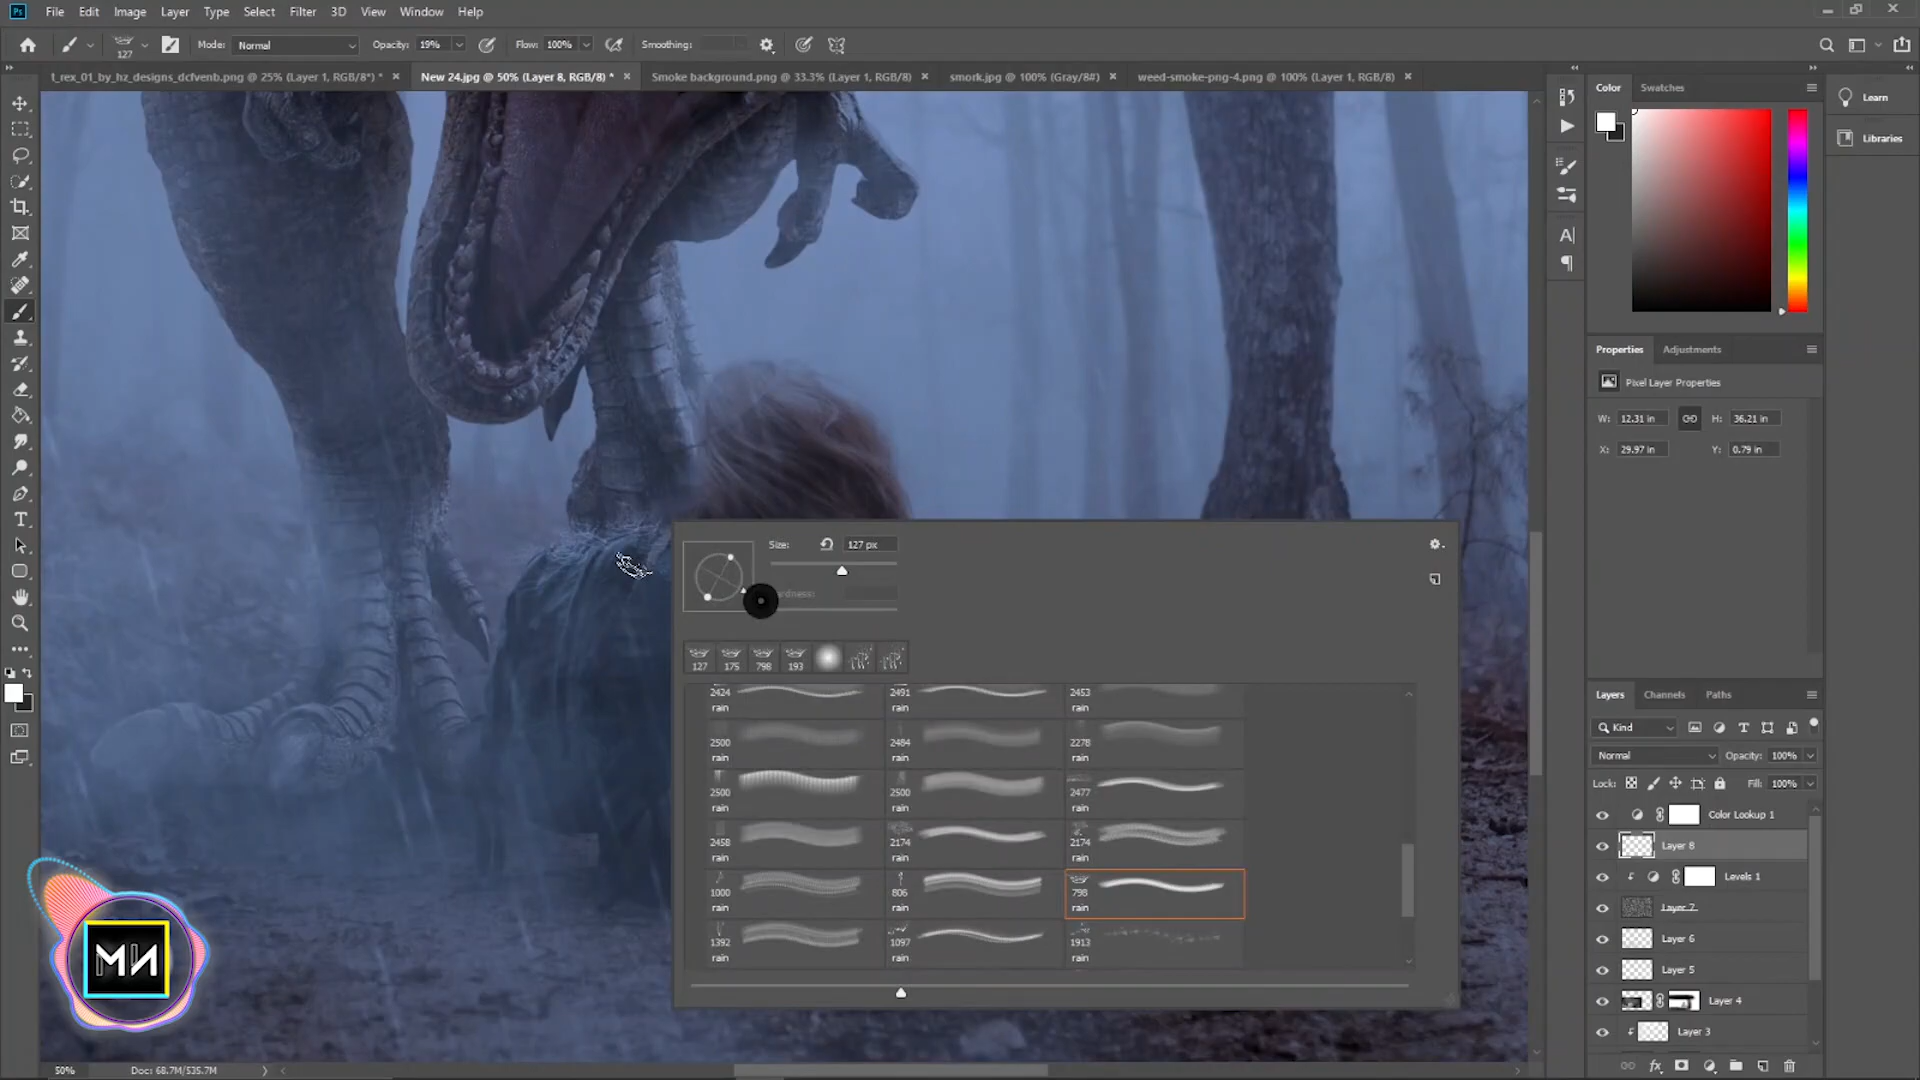 Ps File Edit Image Layer Type Select Filter 3D View Window Help
127 Mode: Normal Opacity: 19% Flow: 100% Smoothing:
t_rex_01_by_hz_designs_dcfvenb.png @ 25% (Layer 1, RGB/8*) * × New 24.jpg @ 50% (Layer 8, RGB/8) * × Smoke background.png @ 33.3% (Layer 1, RGB/8) × smork.jpg @ 100% (Gray/8#) × weed-smoke-png-4.png @ 100% (Layer 1, RGB/8) ×
Color Swatches
Learn
Libraries
Properties Adjustments
Pixel Layer Properties
W: 12.31 in H: 36.21 in
X: 29.97 in Y: 0.79 in
Size: 127 px
127 175 798 193
2424 2491 2453
rain rain rain
2500 2484 2278
rain rain rain
2500 2500 2477
rain rain rain
2458 2174 2174
rain rain rain
1000 806 798
rain rain rain
1392 1097 1913
rain rain rain
Layers Channels Paths
Kind
Normal Opacity: 100%
Lock: Fill: 100%
Color Lookup 1
Layer 8
Levels 1
Layer 7
Layer 6
Layer 5
Layer 4
Layer 3
MN
50% Doc: 68.7M/535.7M